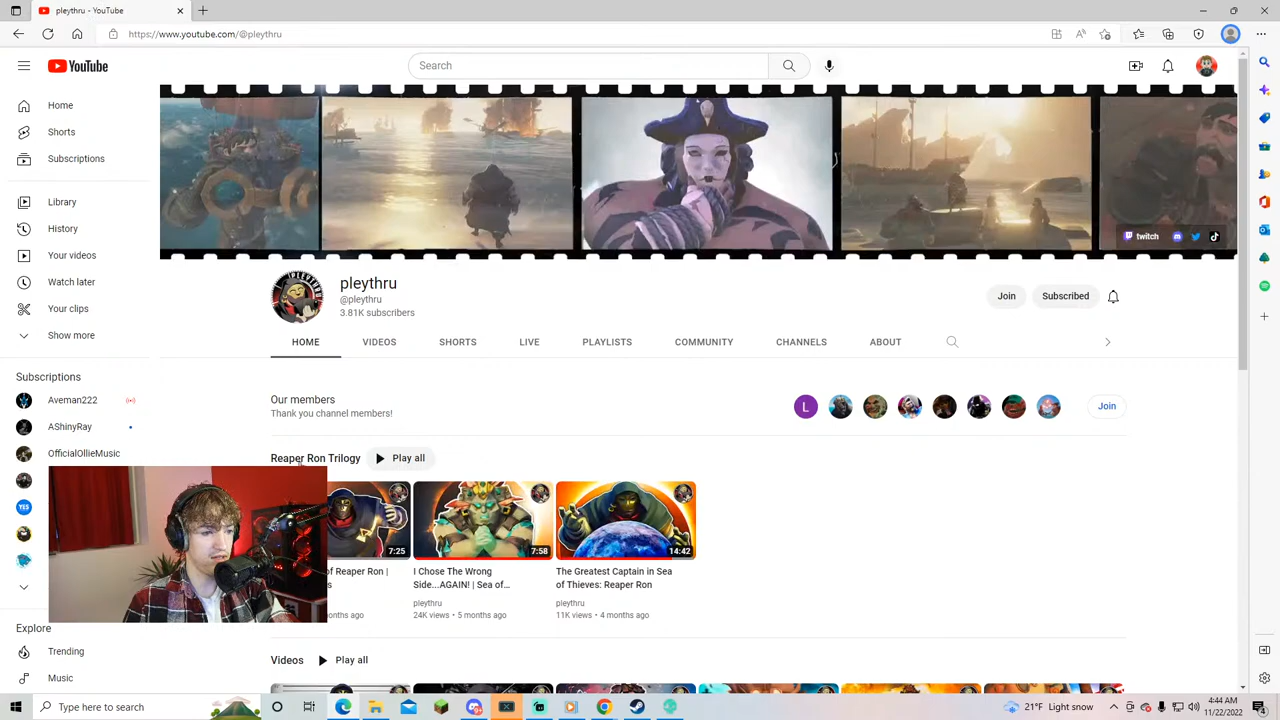 pleythru - YouTube
https://www.youtube.com/@pleythru
YouTube
Search
Home
Shorts
Subscriptions
Library
History
Your videos
Watch later
Your clips
Show more
Subscriptions
Aveman222
AShinyRay
OfficialOllieMusic
YES
Explore
Trending
Music
twitch
PLEYTHRU
pleythru
@pleythru
3.81K subscribers
Join
Subscribed
HOME
VIDEOS
SHORTS
LIVE
PLAYLISTS
COMMUNITY
CHANNELS
ABOUT
Our members
Thank you channel members!
L
Join
Reaper Ron Trilogy
Play all
7:25
7:58
14:42
of Reaper Ron |
I Chose The Wrong
Side...AGAIN! | Sea of...
The Greatest Captain in Sea
of Thieves: Reaper Ron
pleythru
pleythru
months ago
24K views • 5 months ago
11K views • 4 months ago
Videos
Play all
Type here to search
21°F Light snow
4:44 AM
11/22/2022